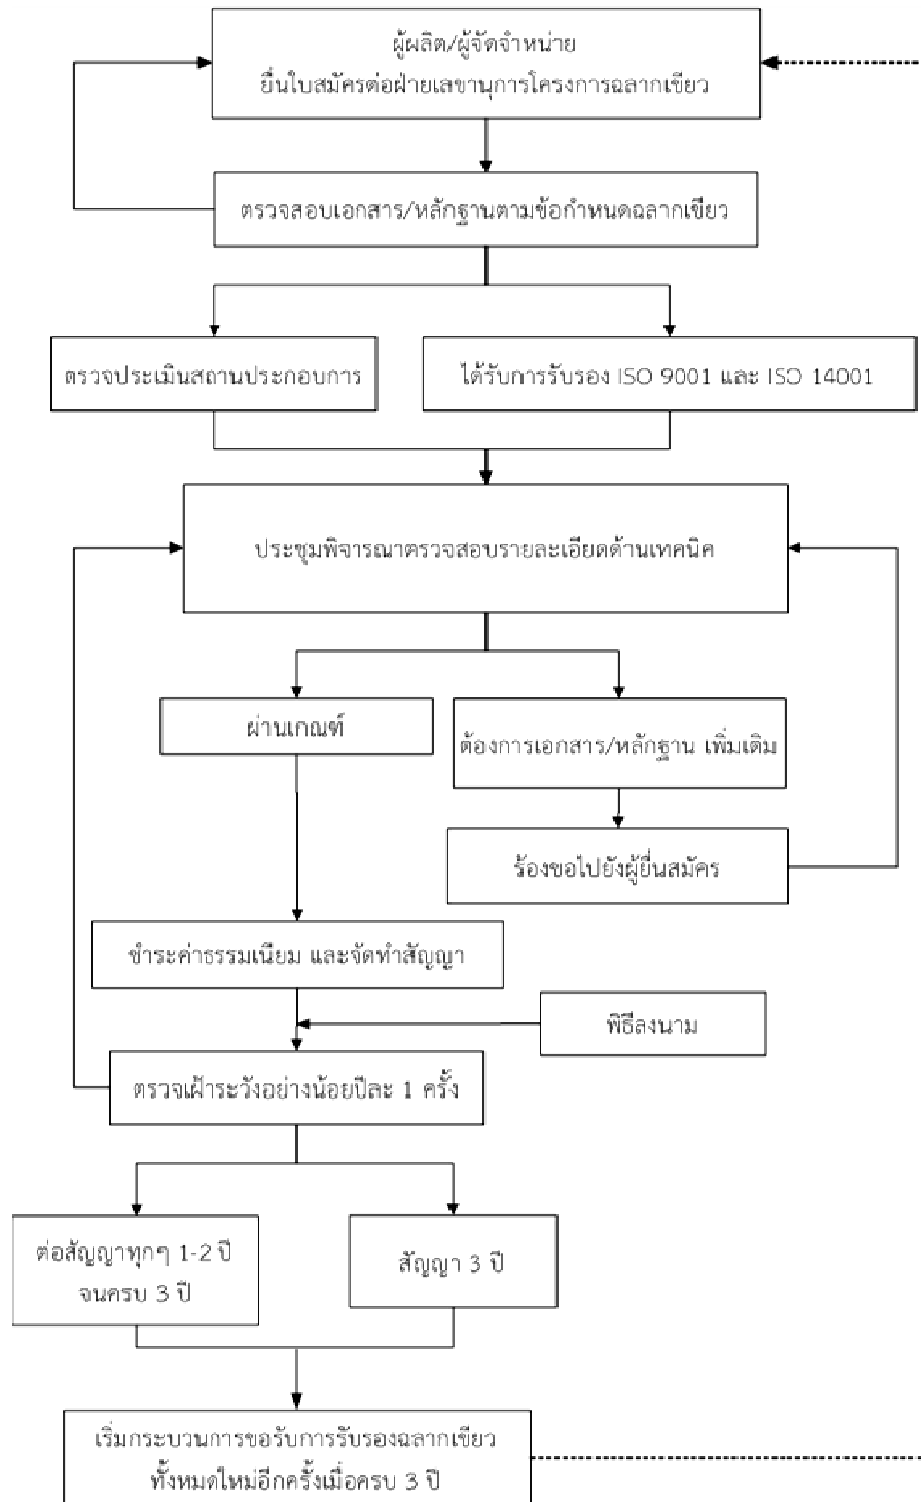 ผู้ผลิต/ผู้จัดจำหน่าย
ยื่นใบสมัครต่อฝ่ายเลขานุการโครงการฉลากเขียว
ตรวจสอบเอกสาร/หลักฐานตามข้อกำหนดฉลากเขียว
ตรวจประเมินสถานประกอบการ
ได้รับการรับรอง ISO 9001 และ ISO 14001
ประชุมพิจารณาตรวจสอบรายละเอียดด้านเทคนิค
ผ่านเกณฑ์
ต้องการเอกสาร/หลักฐาน เพิ่มเติม
ร้องขอไปยังผู้ยื่นสมัคร
ชำระค่าธรรมเนียม และจัดทำสัญญา
พิธีลงนาม
ตรวจเฝ้าระวังอย่างน้อยปีละ 1 ครั้ง
ต่อสัญญาทุกๆ 1-2 ปี
จนครบ 3 ปี
สัญญา 3 ปี
เริ่มกระบวนการขอรับการรับรองฉลากเขียว
ทั้งหมดใหม่อีกครั้งเมื่อครบ 3 ปี